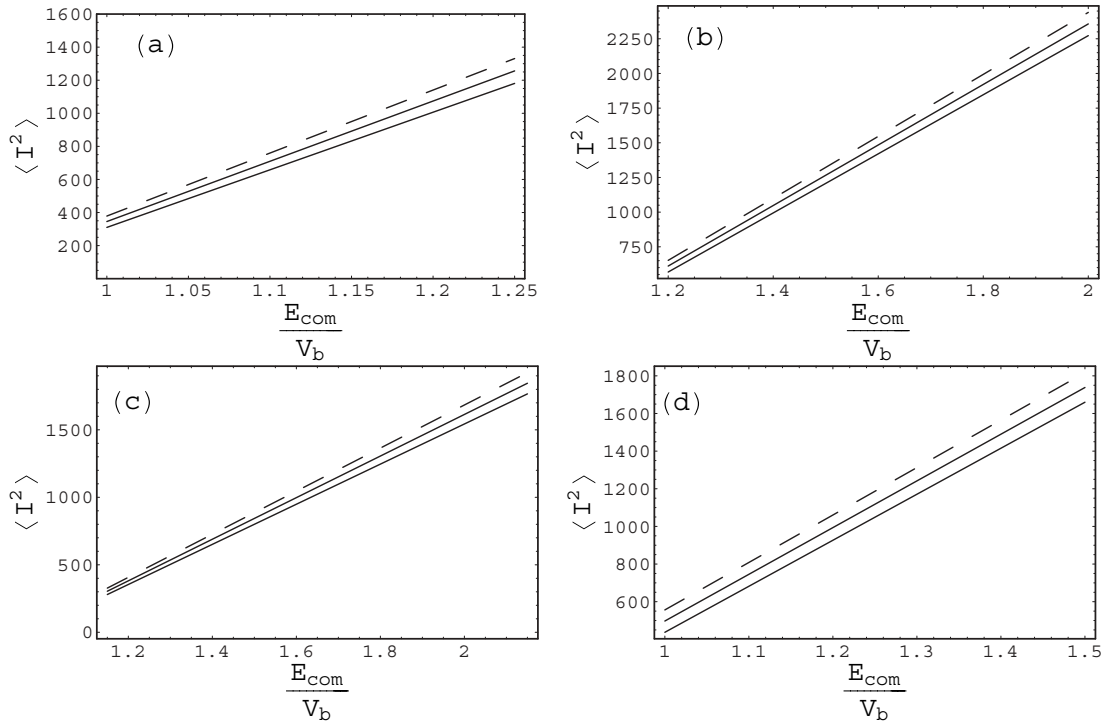 (a)
1600
1400
1200
1000
800
600
400
200
⟨I²⟩
1 1.05 1.1 1.15 1.2 1.25
E_com
V_b
(b)
2250
2000
1750
1500
1250
1000
750
⟨I²⟩
1.2 1.4 1.6 1.8 2
E_com
V_b
(c)
1500
1000
500
0
⟨I²⟩
1.2 1.4 1.6 1.8 2
E_com
V_b
(d)
1800
1600
1400
1200
1000
800
600
⟨I²⟩
1 1.1 1.2 1.3 1.4 1.5
E_com
V_b